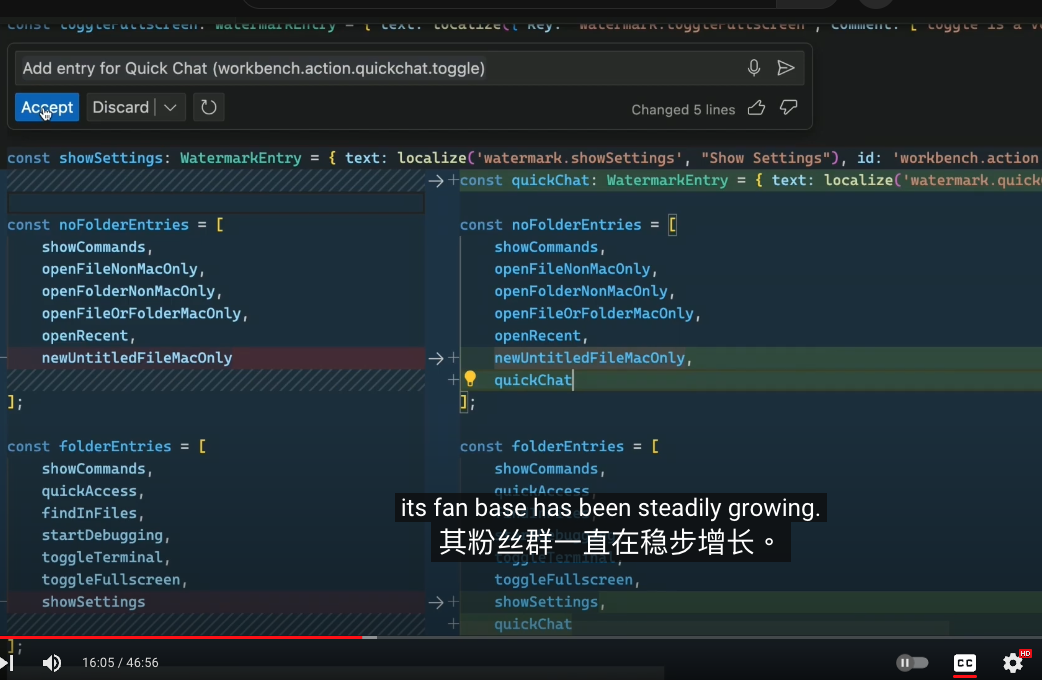 const toggleFullscreen: WatermarkEntry = { text: localize({ key: 'watermark.toggleFullscreen', comment: ['toggle is a
Add entry for Quick Chat (workbench.action.quickchat.toggle)
Accept Discard Changed 5 lines
const showSettings: WatermarkEntry = { text: localize('watermark.showSettings', "Show Settings"), id: 'workbench.action
+const quickChat: WatermarkEntry = { text: localize('watermark.quick
const noFolderEntries = [ const noFolderEntries = [
showCommands, showCommands,
openFileNonMacOnly, openFileNonMacOnly,
openFolderNonMacOnly, openFolderNonMacOnly,
openFileOrFolderMacOnly, openFileOrFolderMacOnly,
openRecent, openRecent,
newUntitledFileMacOnly + newUntitledFileMacOnly,
+ quickChat
]; ];
const folderEntries = [ const folderEntries = [
showCommands, showCommands,
quickAccess, quickAccess,
findInFiles,
its fan base has been steadily growing.
startDebugging,
其粉丝群一直在稳步增长。
toggleTerminal, toggleTerminal,
toggleFullscreen, toggleFullscreen,
showSettings + showSettings,
+ quickChat
];
16:05 / 46:56 CC HD